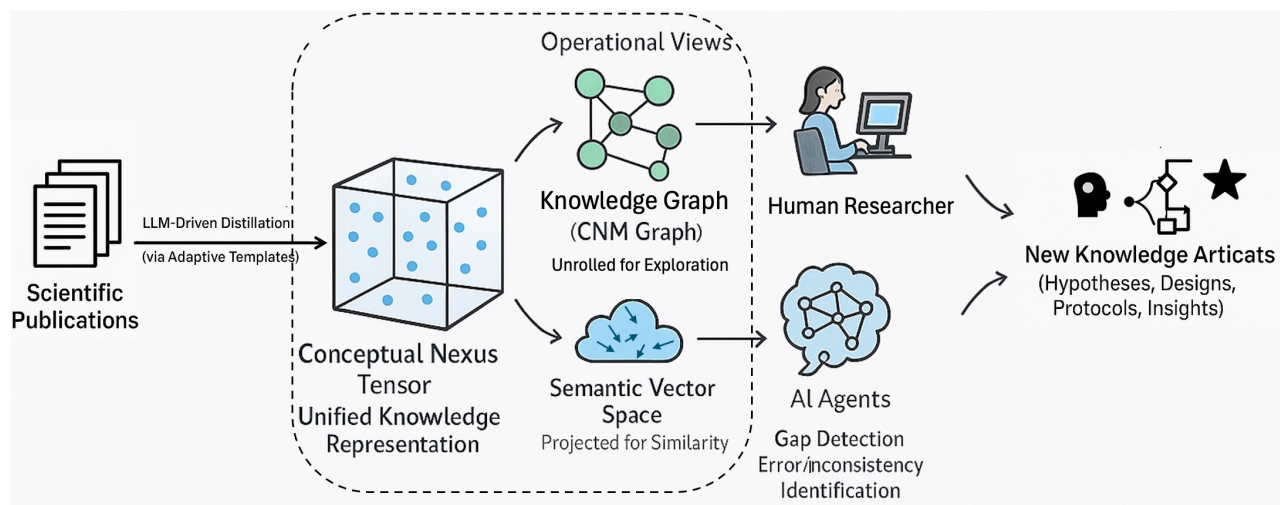 Operational Views
LLM-Driven Distillation
(via Adaptive Templates)
Scientific
Publications
Conceptual Nexus
Tensor
Unified Knowledge
Representation
Knowledge Graph
(CNM Graph)
Unrolled for Exploration
Semantic Vector
Space
Projected for Similarity
Human Researcher
AI Agents
Gap Detection
Error/inconsistency
Identification
New Knowledge Articats
(Hypotheses, Designs,
Protocols, Insights)